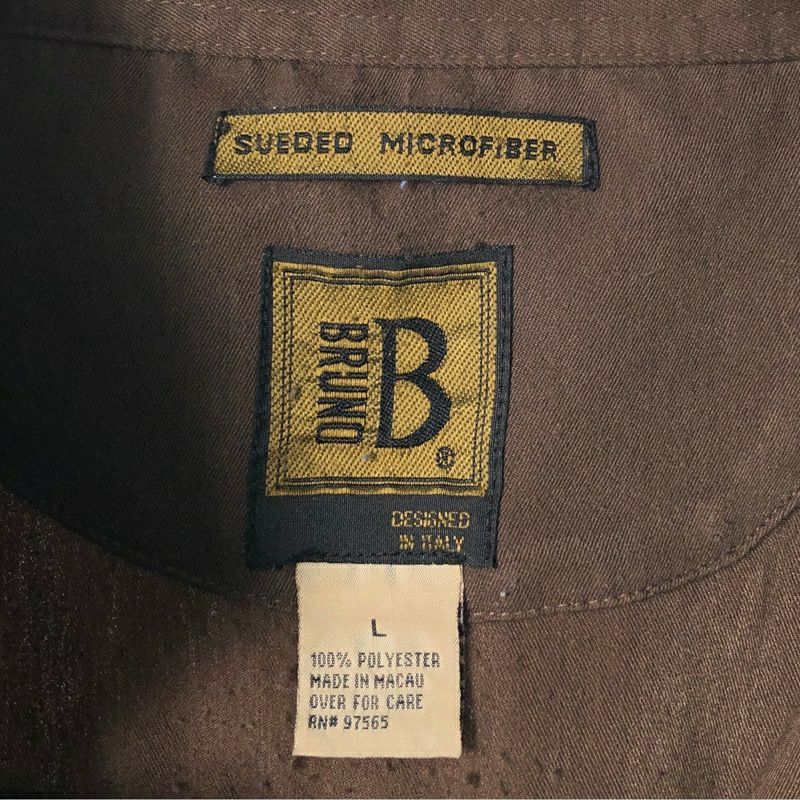 SUEDED MICROFIBER
BRUNO
B
®
DESIGNED
IN ITALY
L
100% POLYESTER
MADE IN MACAU
OVER FOR CARE
RN# 97565